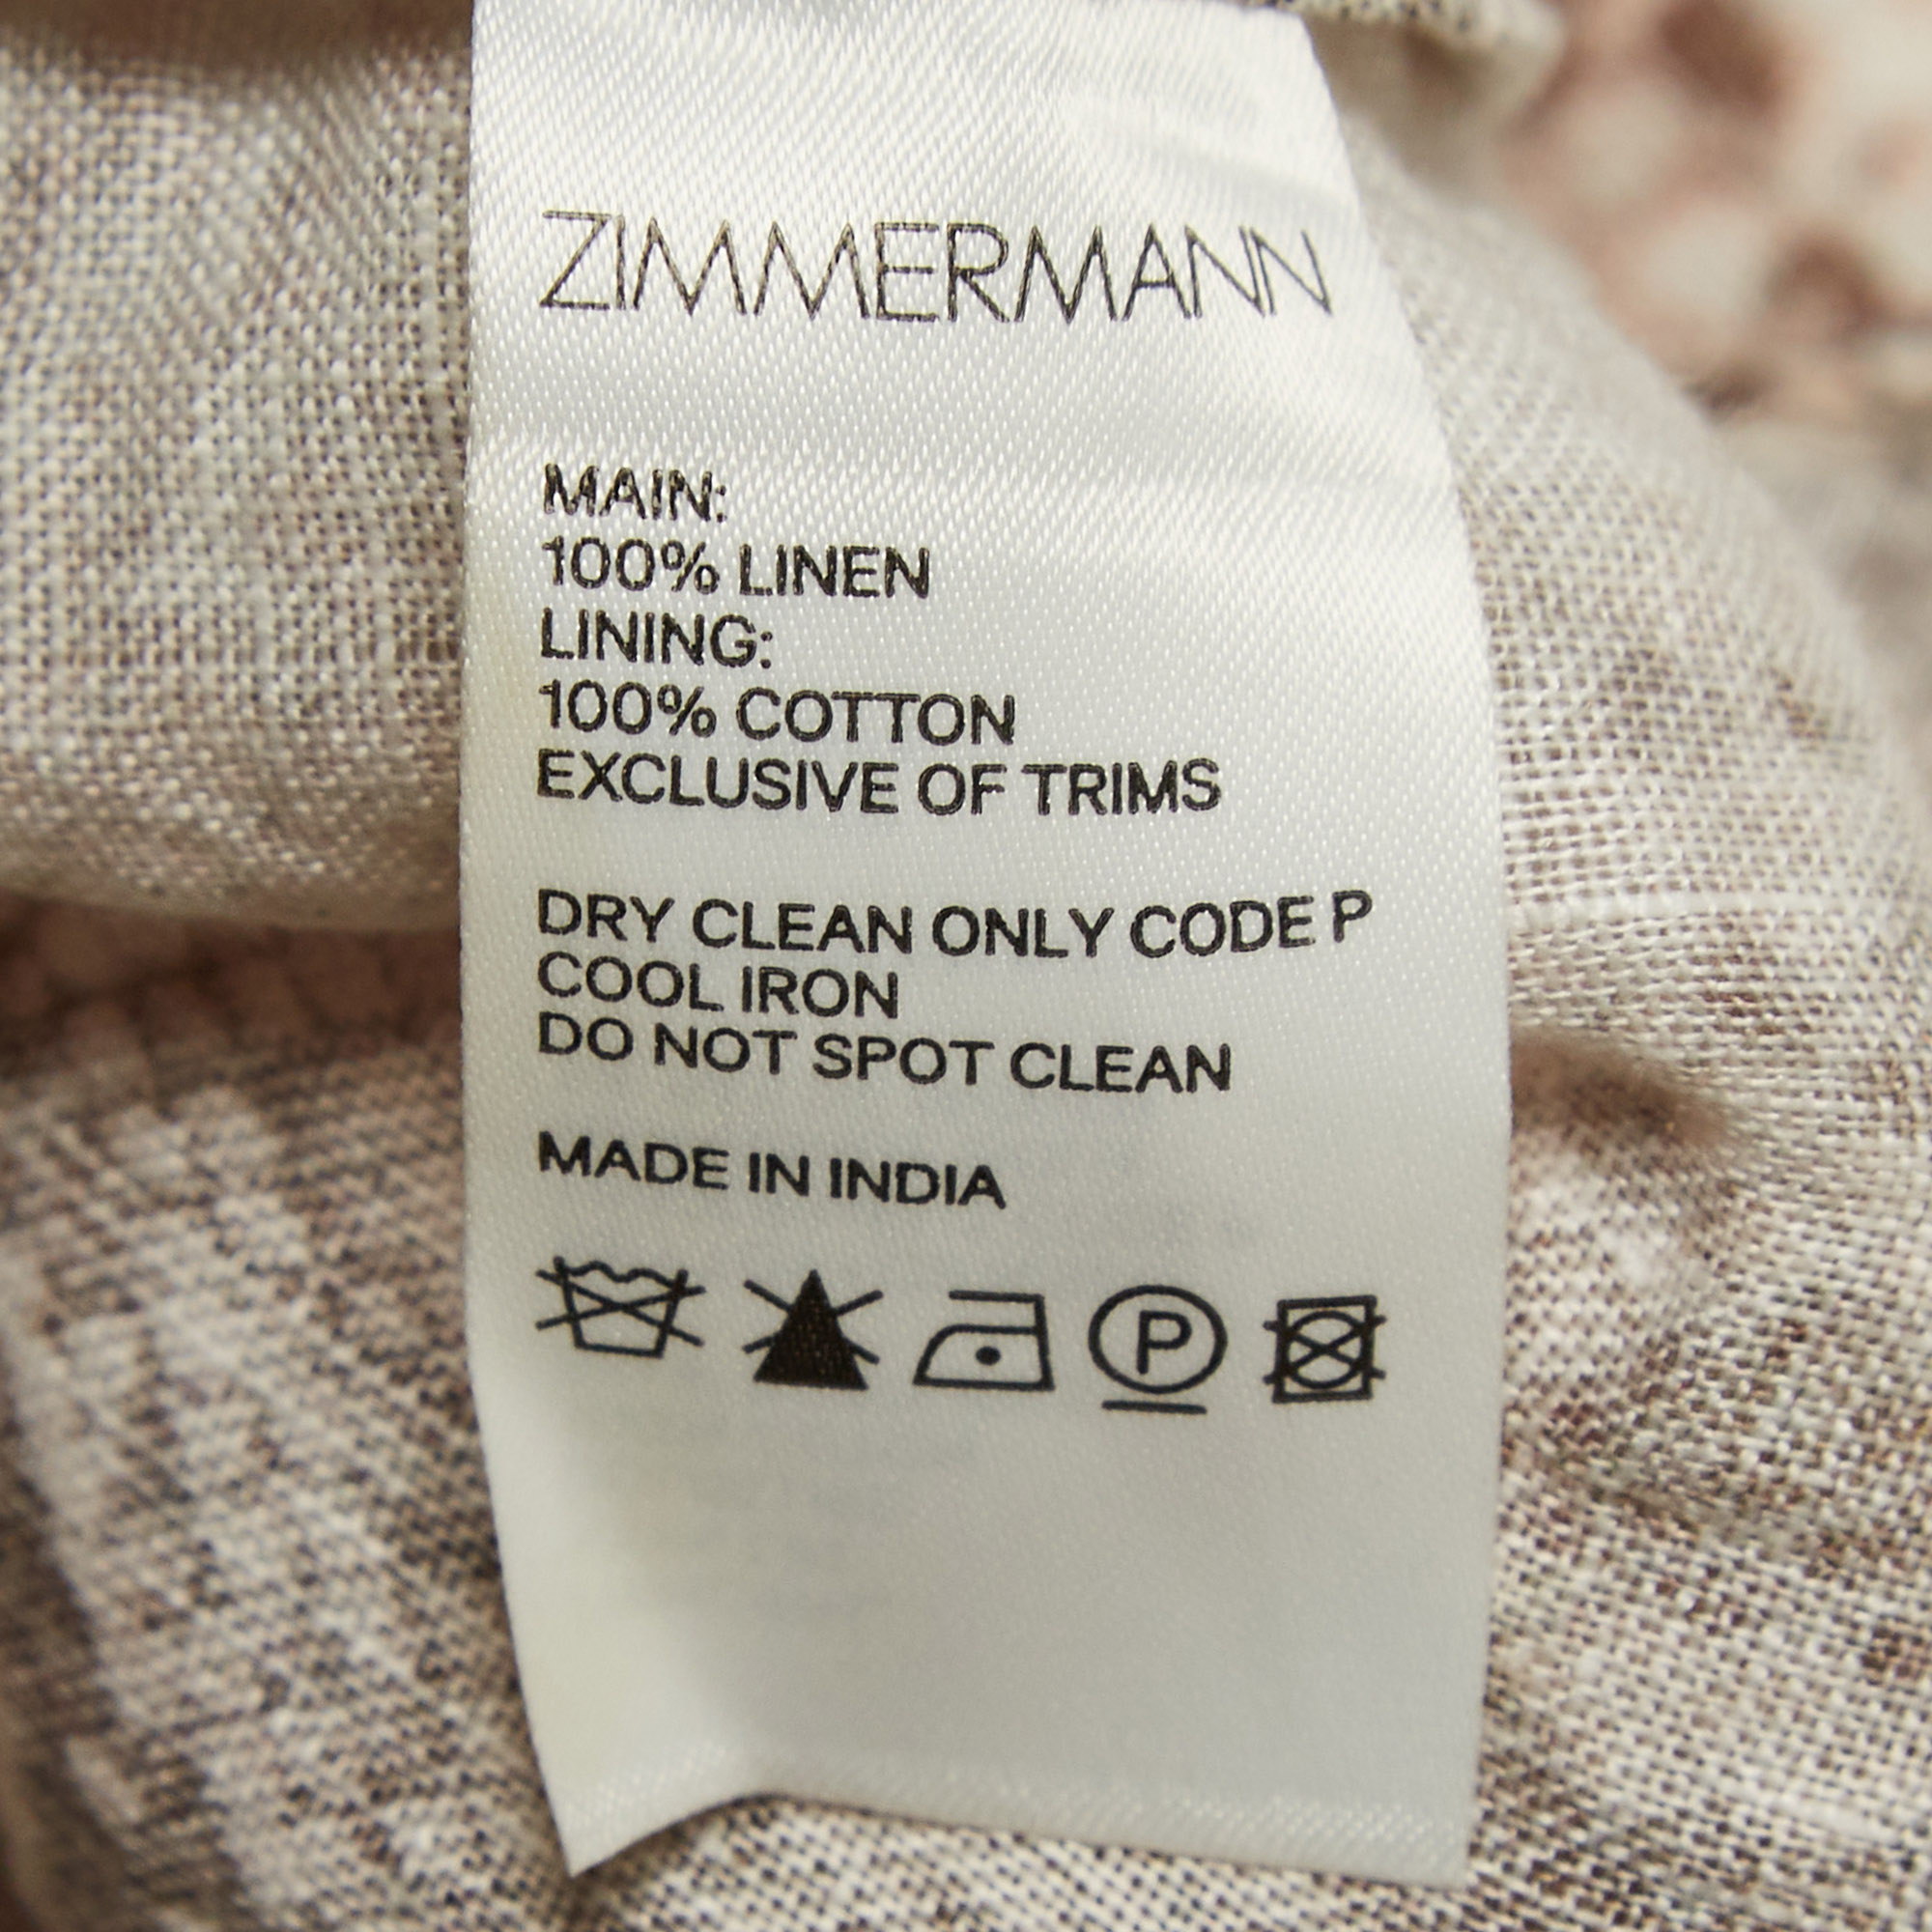 ZIMMERMANN
MAIN:
100% LINEN
LINING:
100% COTTON
EXCLUSIVE OF TRIMS
DRY CLEAN ONLY CODE P
COOL IRON
DO NOT SPOT CLEAN
MADE IN INDIA
P